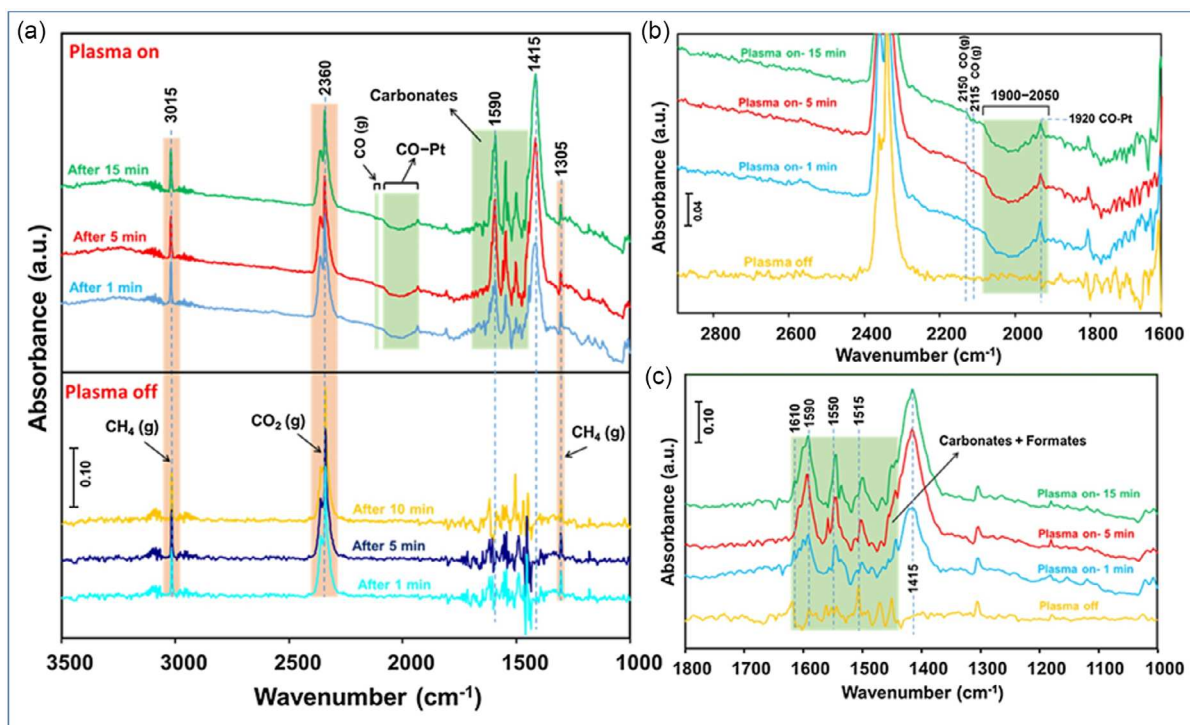 (a)
Plasma on
3015
2360
1590
1415
1305
Carbonates
CO (g)
CO−Pt
After 15 min
After 5 min
After 1 min
Plasma off
CH₄ (g)
CO₂ (g)
CH₄ (g)
0.10
After 10 min
After 5 min
After 1 min
Absorbance (a.u.)
3500 3000 2500 2000 1500 1000
Wavenumber (cm⁻¹)
(b)
Plasma on- 15 min
Plasma on- 5 min
Plasma on- 1 min
Plasma off
2150 CO (g)
2115 CO (g)
1900−2050
1920 CO-Pt
0.04
Absorbance (a.u.)
2800 2600 2400 2200 2000 1800 1600
Wavenumber (cm⁻¹)
(c)
0.10
1610
1590
1550
1515
Carbonates + Formates
Plasma on- 15 min
Plasma on- 5 min
Plasma on- 1 min
1415
Plasma off
Absorbance (a.u.)
1800 1700 1600 1500 1400 1300 1200 1100 1000
Wavenumber (cm⁻¹)